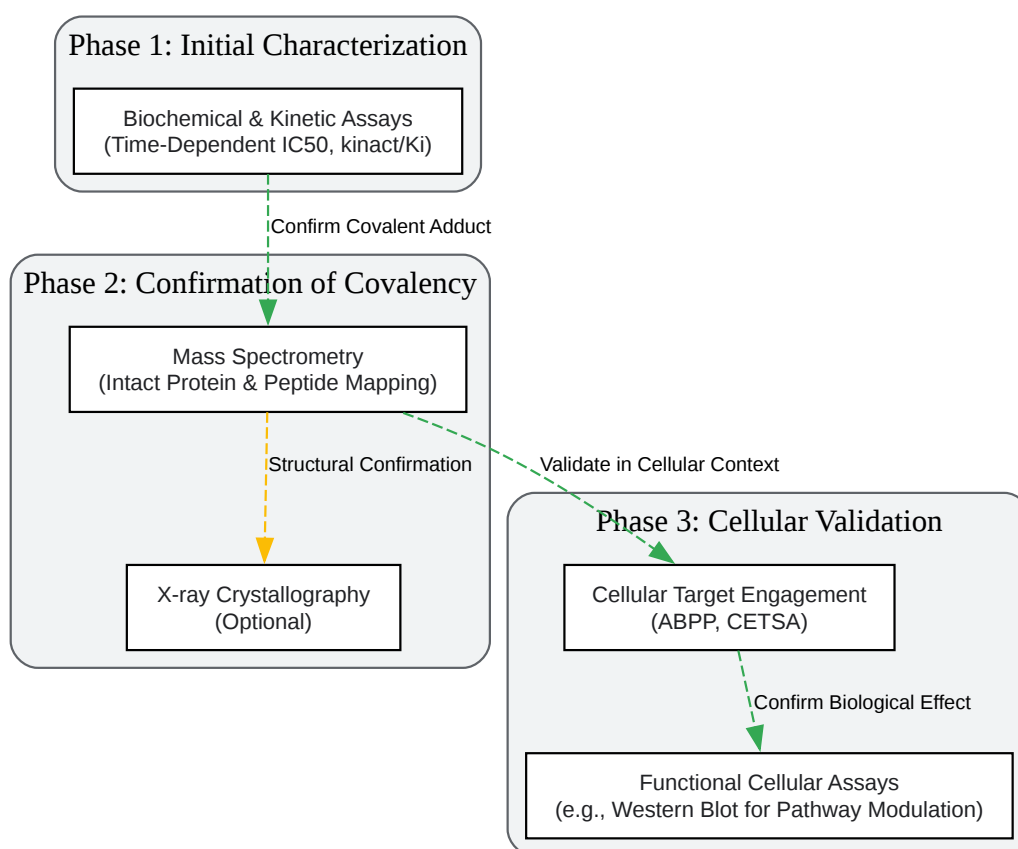 Phase 1: Initial Characterization
Biochemical & Kinetic Assays
(Time-Dependent IC50, kinact/Ki)
Confirm Covalent Adduct
Phase 2: Confirmation of Covalency
Mass Spectrometry
(Intact Protein & Peptide Mapping)
Structural Confirmation
Validate in Cellular Context
X-ray Crystallography
(Optional)
Phase 3: Cellular Validation
Cellular Target Engagement
(ABPP, CETSA)
Confirm Biological Effect
Functional Cellular Assays
(e.g., Western Blot for Pathway Modulation)